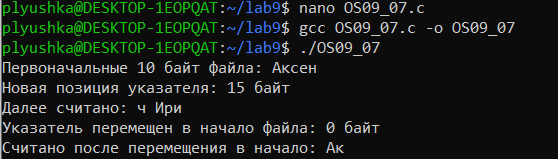 plyushka@DESKTOP-1EOPQAT:~/lab9$ nano OS09_07.c
plyushka@DESKTOP-1EOPQAT:~/lab9$ gcc OS09_07.c -o OS09_07
plyushka@DESKTOP-1EOPQAT:~/lab9$ ./OS09_07
Первоначальные 10 байт файла: Аксен
Новая позиция указателя: 15 байт
Далее считано: ч Ири
Указатель перемещен в начало файла: 0 байт
Считано после перемещения в начало: Ак